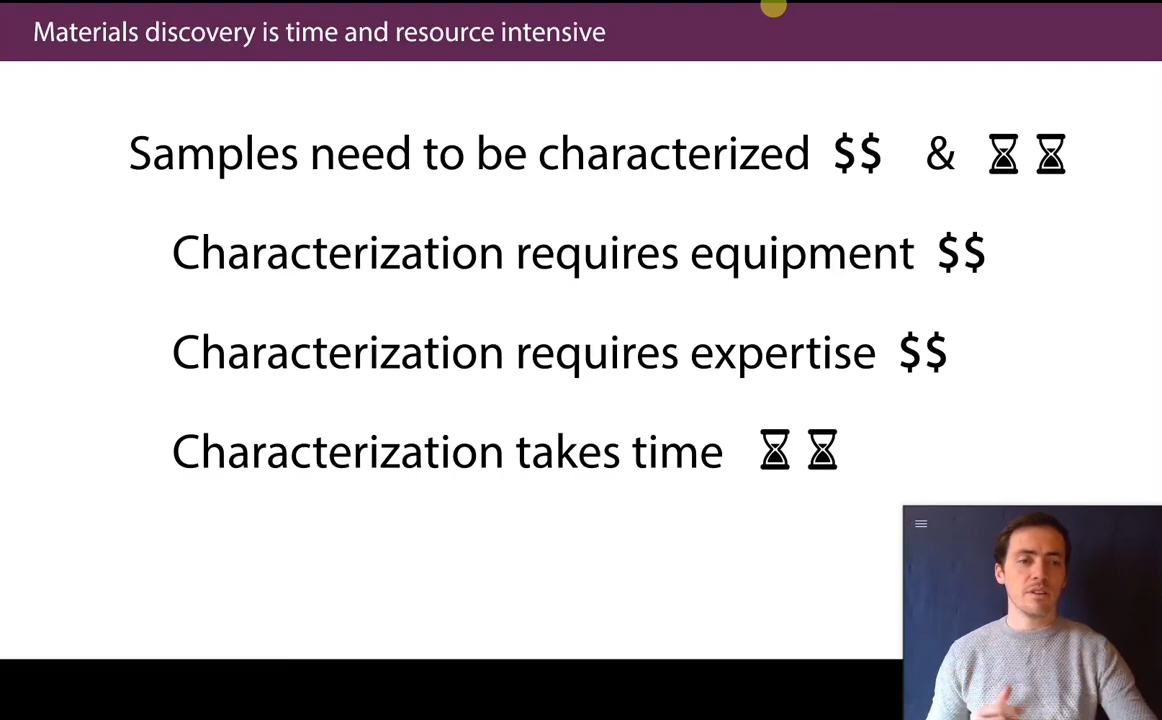 Materials discovery is time and resource intensive
Samples need to be characterized $$ & ⌛⌛
Characterization requires equipment $$
Characterization requires expertise $$
Characterization takes time ⌛⌛